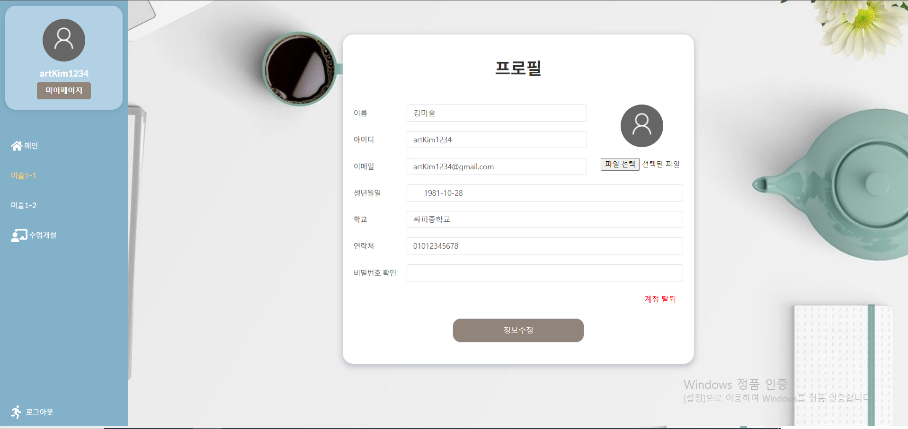 artKim1234
마이페이지
메인
미술1-1
미술1-2
수업개설
로그아웃
프로필
이름 김미술
아이디 artKim1234
이메일 artKim1234@gmail.com
파일 선택 선택된 파일
생년월일 1981-10-28
학교 싸피중학교
연락처 01012345678
비밀번호 확인
계정 탈퇴
정보수정
Windows 정품 인증
[설정]으로 이동하여 Windows를 정품 인증합니다.